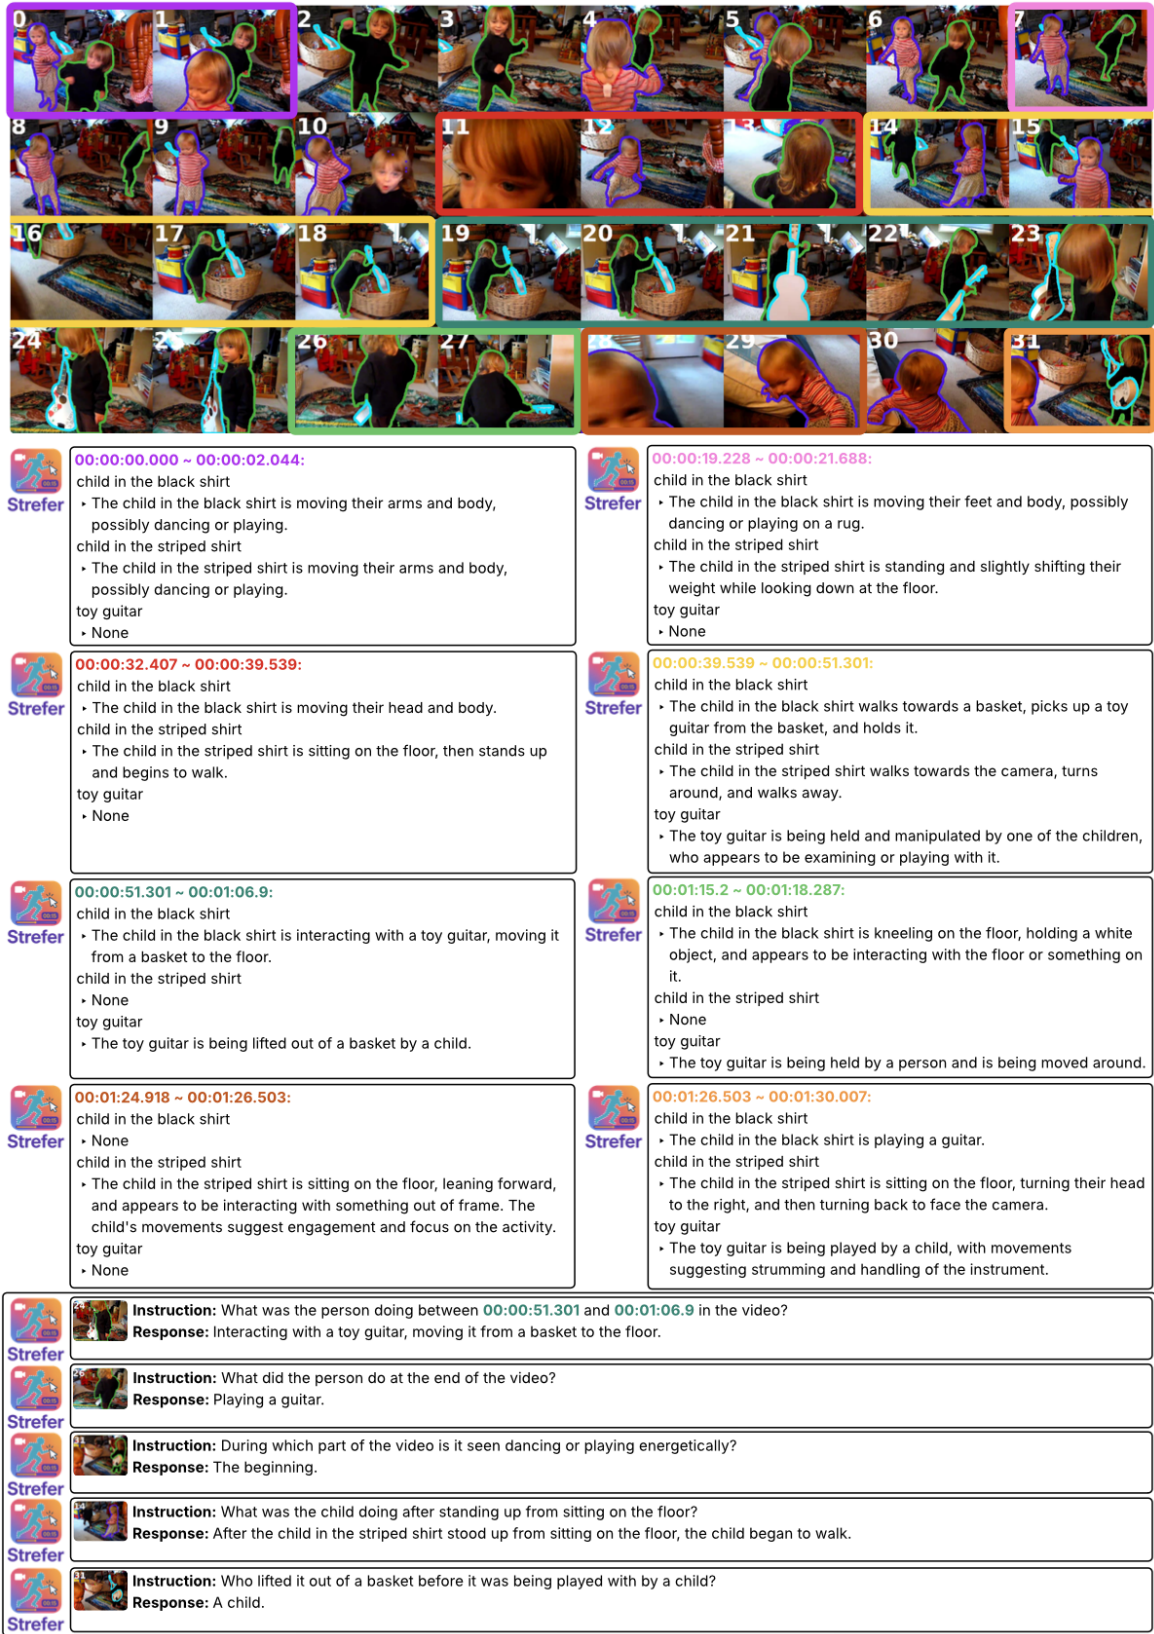 0 1 2 3 4 5 6 7
8 9 10 11 12 13 14 15
16 17 18 19 20 21 22 23
24 25 26 27 28 29 30 31
Strefer
00:00:00.000 ~ 00:00:02.044:
child in the black shirt
‣ The child in the black shirt is moving their arms and body,
possibly dancing or playing.
child in the striped shirt
‣ The child in the striped shirt is moving their arms and body,
possibly dancing or playing.
toy guitar
‣ None
Strefer
00:00:19.228 ~ 00:00:21.688:
child in the black shirt
‣ The child in the black shirt is moving their feet and body, possibly
dancing or playing on a rug.
child in the striped shirt
‣ The child in the striped shirt is standing and slightly shifting their
weight while looking down at the floor.
toy guitar
‣ None
Strefer
00:00:32.407 ~ 00:00:39.539:
child in the black shirt
‣ The child in the black shirt is moving their head and body.
child in the striped shirt
‣ The child in the striped shirt is sitting on the floor, then stands up
and begins to walk.
toy guitar
‣ None
Strefer
00:00:39.539 ~ 00:00:51.301:
child in the black shirt
‣ The child in the black shirt walks towards a basket, picks up a toy
guitar from the basket, and holds it.
child in the striped shirt
‣ The child in the striped shirt walks towards the camera, turns
around, and walks away.
toy guitar
‣ The toy guitar is being held and manipulated by one of the children,
who appears to be examining or playing with it.
Strefer
00:00:51.301 ~ 00:01:06.9:
child in the black shirt
‣ The child in the black shirt is interacting with a toy guitar, moving it
from a basket to the floor.
child in the striped shirt
‣ None
toy guitar
‣ The toy guitar is being lifted out of a basket by a child.
Strefer
00:01:15.2 ~ 00:01:18.287:
child in the black shirt
‣ The child in the black shirt is kneeling on the floor, holding a white
object, and appears to be interacting with the floor or something on
it.
child in the striped shirt
‣ None
toy guitar
‣ The toy guitar is being held by a person and is being moved around.
Strefer
00:01:24.918 ~ 00:01:26.503:
child in the black shirt
‣ None
child in the striped shirt
‣ The child in the striped shirt is sitting on the floor, leaning forward,
and appears to be interacting with something out of frame. The
child's movements suggest engagement and focus on the activity.
toy guitar
‣ None
Strefer
00:01:26.503 ~ 00:01:30.007:
child in the black shirt
‣ The child in the black shirt is playing a guitar.
child in the striped shirt
‣ The child in the striped shirt is sitting on the floor, turning their head
to the right, and then turning back to face the camera.
toy guitar
‣ The toy guitar is being played by a child, with movements
suggesting strumming and handling of the instrument.
Strefer
Instruction: What was the person doing between 00:00:51.301 and 00:01:06.9 in the video?
Response: Interacting with a toy guitar, moving it from a basket to the floor.
Strefer
Instruction: What did the person do at the end of the video?
Response: Playing a guitar.
Strefer
Instruction: During which part of the video is it seen dancing or playing energetically?
Response: The beginning.
Strefer
Instruction: What was the child doing after standing up from sitting on the floor?
Response: After the child in the striped shirt stood up from sitting on the floor, the child began to walk.
Strefer
Instruction: Who lifted it out of a basket before it was being played with by a child?
Response: A child.